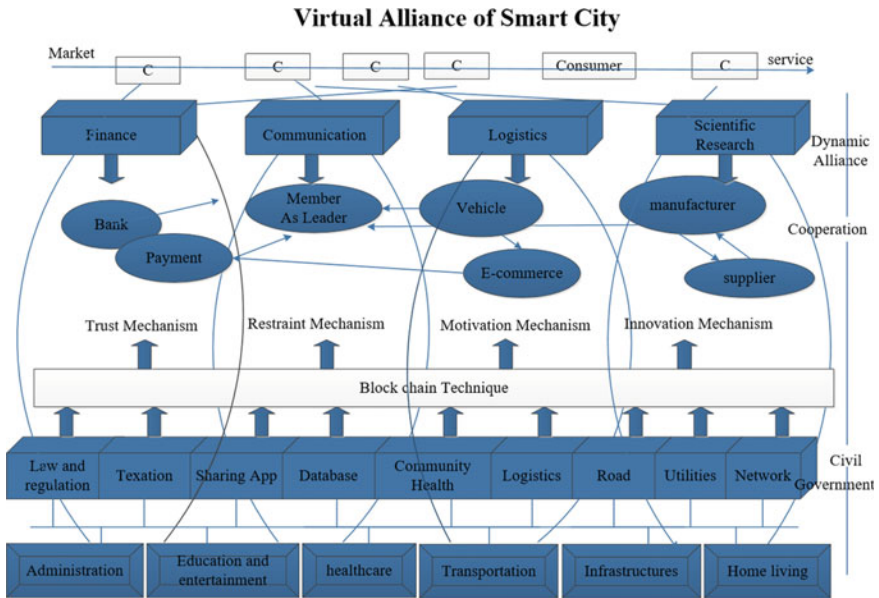 Virtual Alliance of Smart City
Market
C
C
C
C
Consumer
C
service
Finance
Communication
Logistics
Scientific
Research
Dynamic
Alliance
Bank
Member
As Leader
Vehicle
manufacturer
Cooperation
Payment
E-commerce
supplier
Trust Mechanism
Restraint Mechanism
Motivation Mechanism
Innovation Mechanism
Block chain Technique
Law and
regulation
Texation
Sharing App
Database
Community
Health
Logistics
Road
Utilities
Network
Civil
Government
Administration
Education and
entertainment
healthcare
Transportation
Infrastructures
Home living